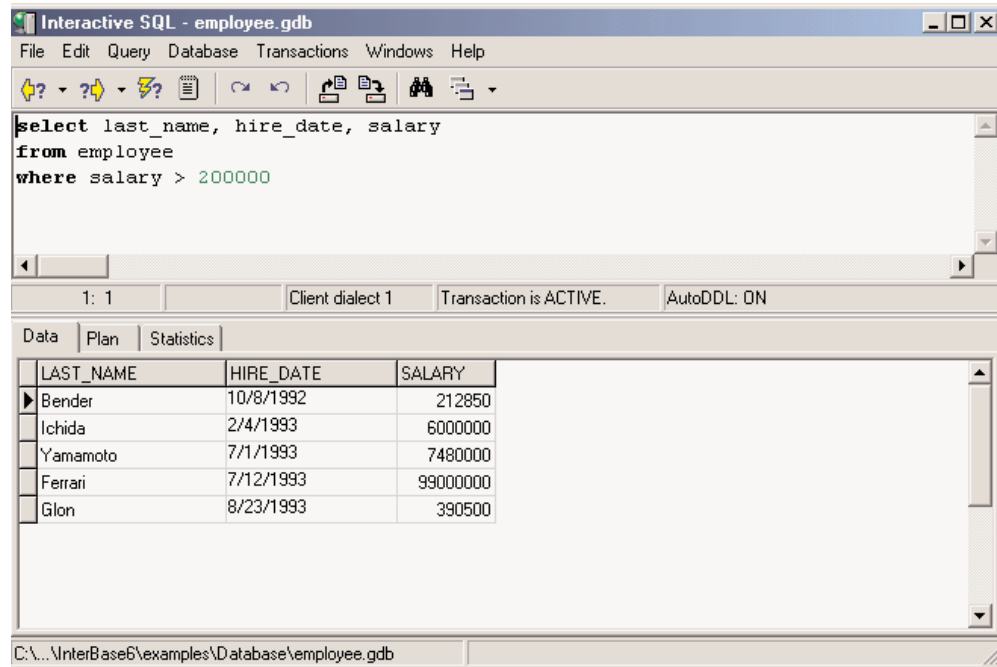 Interactive SQL - employee.gdb
File Edit Query Database Transactions Windows Help
select last_name, hire_date, salary
from employee
where salary > 200000
1: 1 Client dialect 1 Transaction is ACTIVE. AutoDDL: ON
Data Plan Statistics
LAST_NAME HIRE_DATE SALARY
Bender 10/8/1992 212850
Ichida 2/4/1993 6000000
Yamamoto 7/1/1993 7480000
Ferrari 7/12/1993 99000000
Glon 8/23/1993 390500
C:\...\InterBase6\examples\Database\employee.gdb